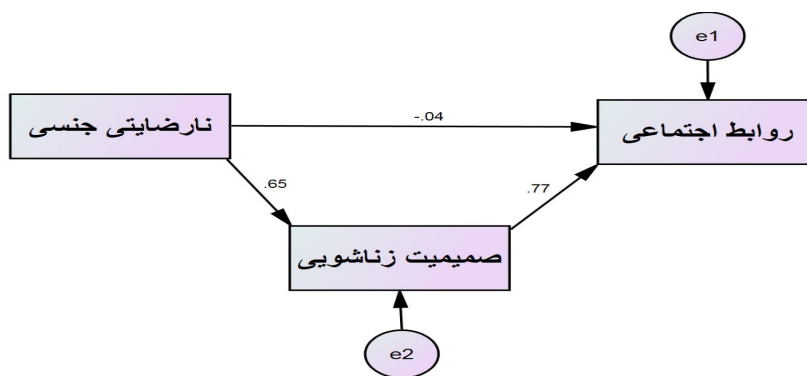 e1
نارضایتی جنسی
-.04
روابط اجتماعی
.65
.77
صمیمیت زناشویی
e2